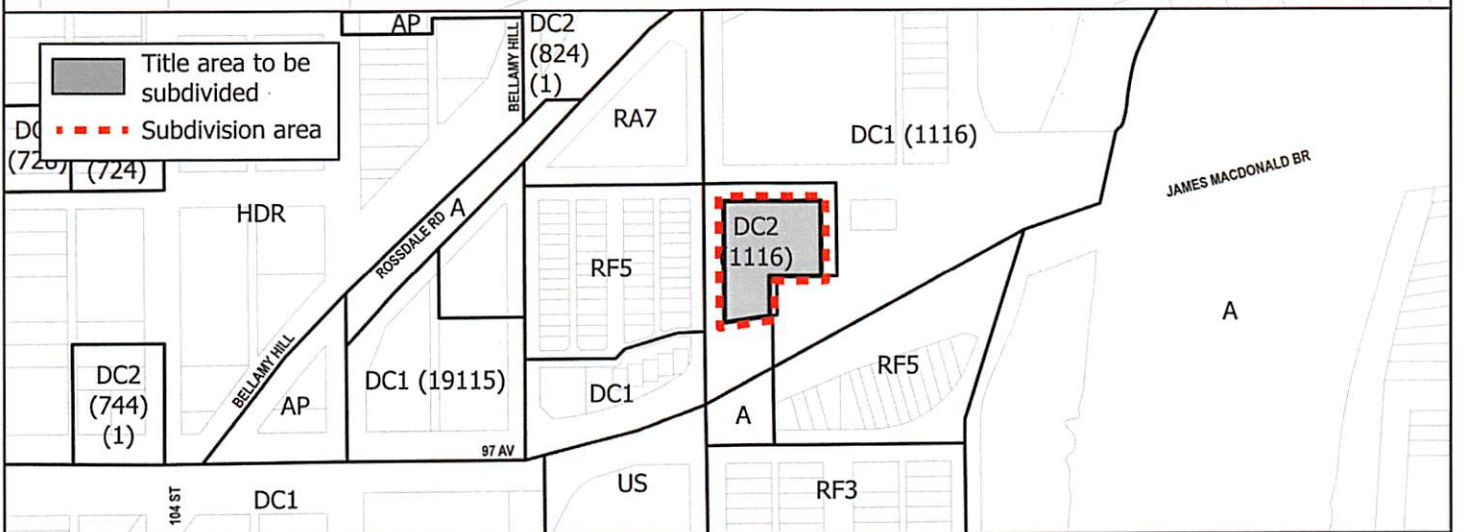 AP
DC2
(824)
(1)
BELLAMY HILL
Title area to be
subdivided
Subdivision area
RA7
DC1 (1116)
(724)
JAMES MACDONALD BR
HDR
ROSSDALE RD
A
DC2
1116)
RF5
A
BELLAMY HILL
DC2
(744)
(1)
AP
DC1 (19115)
DC1
RF5
A
97 AV
104 ST
DC1
US
RF3